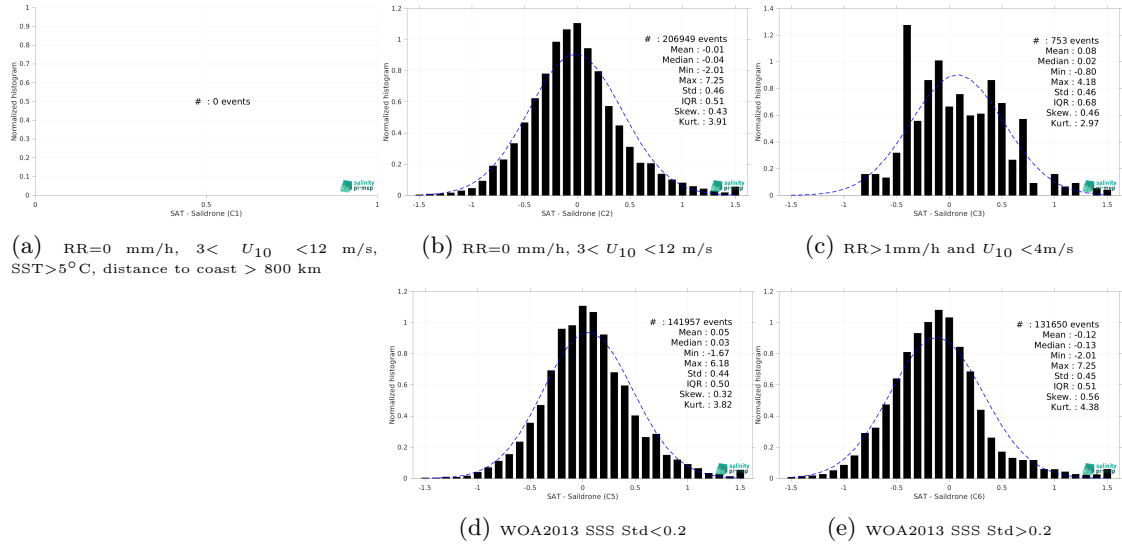 1
0.9
0.8
0.7
0.6
0.5
0.4
0.3
0.2
0.1
0
0 0.5 1
Normalized histogram
# : 0 events
salinity
pi-mep
SAT - Saildrone (C1)
(a) RR=0 mm/h, 3< U10 <12 m/s,
SST>5°C, distance to coast > 800 km
1.2
1
0.8
0.6
0.4
0.2
0
-1.5 -1 -0.5 0 0.5 1 1.5
Normalized histogram
# : 206949 events
Mean : -0.01
Median : -0.04
Min : -2.01
Max : 7.25
Std : 0.46
IQR : 0.51
Skew. : 0.43
Kurt. : 3.91
salinity
pi-mep
SAT - Saildrone (C2)
(b) RR=0 mm/h, 3< U10 <12 m/s
1.4
1.2
1
0.8
0.6
0.4
0.2
0
-1.5 -1 -0.5 0 0.5 1 1.5
Normalized histogram
# : 753 events
Mean : 0.08
Median : 0.02
Min : -0.80
Max : 4.18
Std : 0.46
IQR : 0.68
Skew. : 0.46
Kurt. : 2.97
salinity
pi-mep
SAT - Saildrone (C3)
(c) RR>1mm/h and U10 <4m/s
1.2
1
0.8
0.6
0.4
0.2
0
-1.5 -1 -0.5 0 0.5 1 1.5
Normalized histogram
# : 141957 events
Mean : 0.05
Median : 0.03
Min : -1.67
Max : 6.18
Std : 0.44
IQR : 0.50
Skew. : 0.32
Kurt. : 3.82
salinity
pi-mep
SAT - Saildrone (C5)
(d) WOA2013 SSS Std<0.2
1.2
1
0.8
0.6
0.4
0.2
0
-1.5 -1 -0.5 0 0.5 1 1.5
Normalized histogram
# : 131650 events
Mean : -0.12
Median : -0.13
Min : -2.01
Max : 7.25
Std : 0.45
IQR : 0.51
Skew. : 0.56
Kurt. : 4.38
salinity
pi-mep
SAT - Saildrone (C6)
(e) WOA2013 SSS Std>0.2